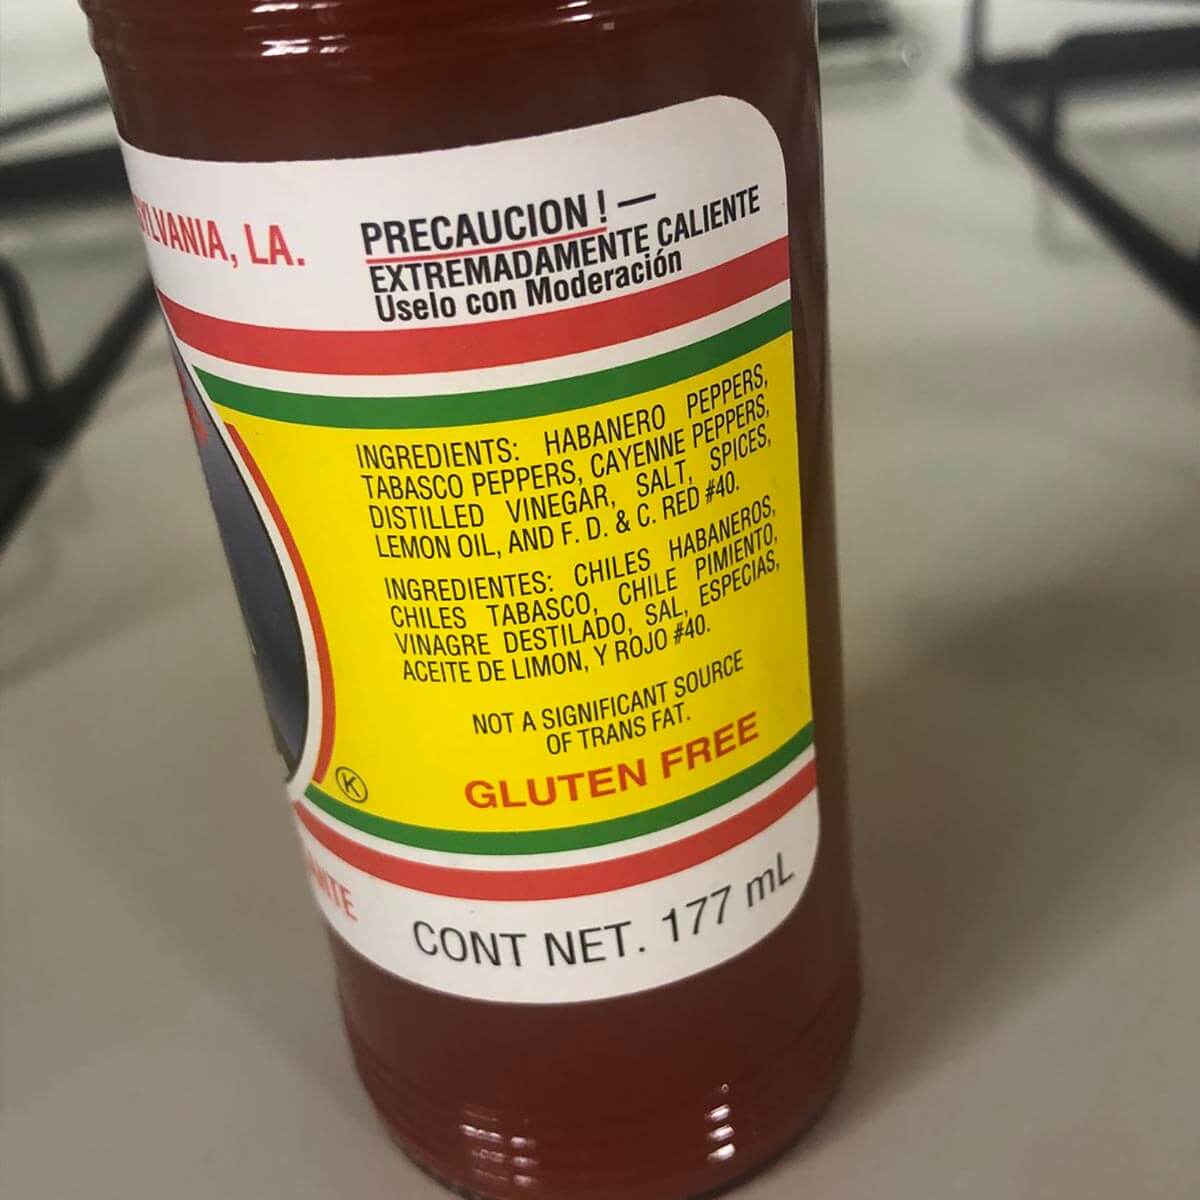 SYLVANIA, LA.
PRECAUCION ! —
EXTREMADAMENTE CALIENTE
Uselo con Moderación
INGREDIENTS: HABANERO PEPPERS,
TABASCO PEPPERS, CAYENNE PEPPERS,
DISTILLED VINEGAR, SALT, SPICES,
LEMON OIL, AND F. D. & C. RED #40.
INGREDIENTES: CHILES HABANEROS,
CHILES TABASCO, CHILE PIMIENTO,
VINAGRE DESTILADO, SAL, ESPECIAS,
ACEITE DE LIMON, Y ROJO #40.
NOT A SIGNIFICANT SOURCE
OF TRANS FAT.
GLUTEN FREE
K
CONT NET. 177 mL